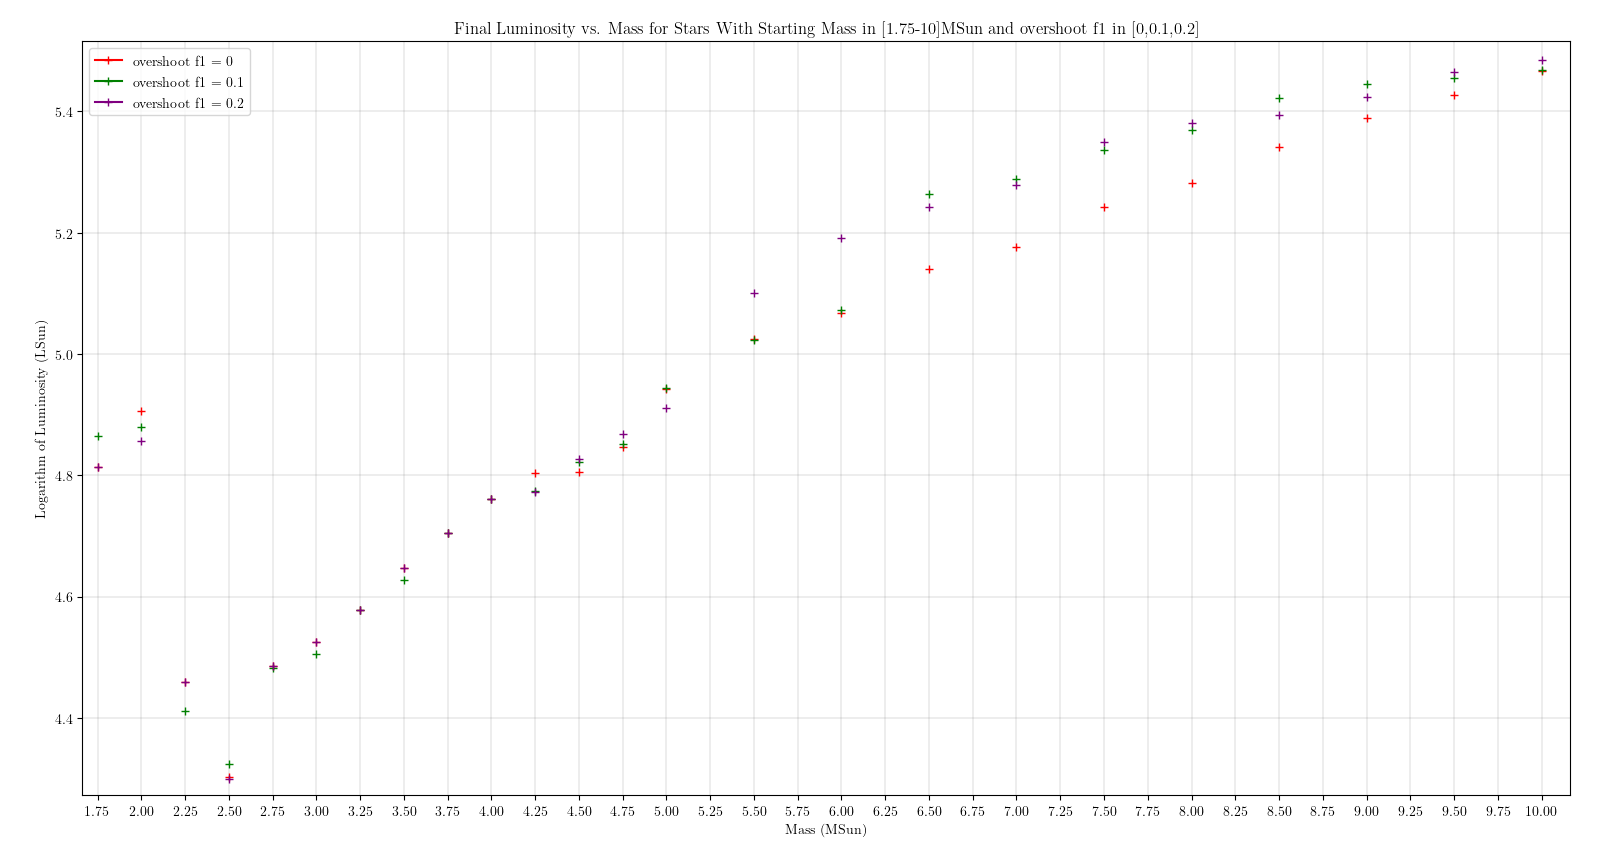 Final Luminosity vs. Mass for Stars With Starting Mass in [1.75-10]MSun and overshoot f1 in [0,0.1,0.2]
overshoot f1 = 0
overshoot f1 = 0.1
overshoot f1 = 0.2
Logarithm of Luminosity (LSun)
5.4
5.2
5.0
4.8
4.6
4.4
1.75 2.00 2.25 2.50 2.75 3.00 3.25 3.50 3.75 4.00 4.25 4.50 4.75 5.00 5.25 5.50 5.75 6.00 6.25 6.50 6.75 7.00 7.25 7.50 7.75 8.00 8.25 8.50 8.75 9.00 9.25 9.50 9.75 10.00
Mass (MSun)